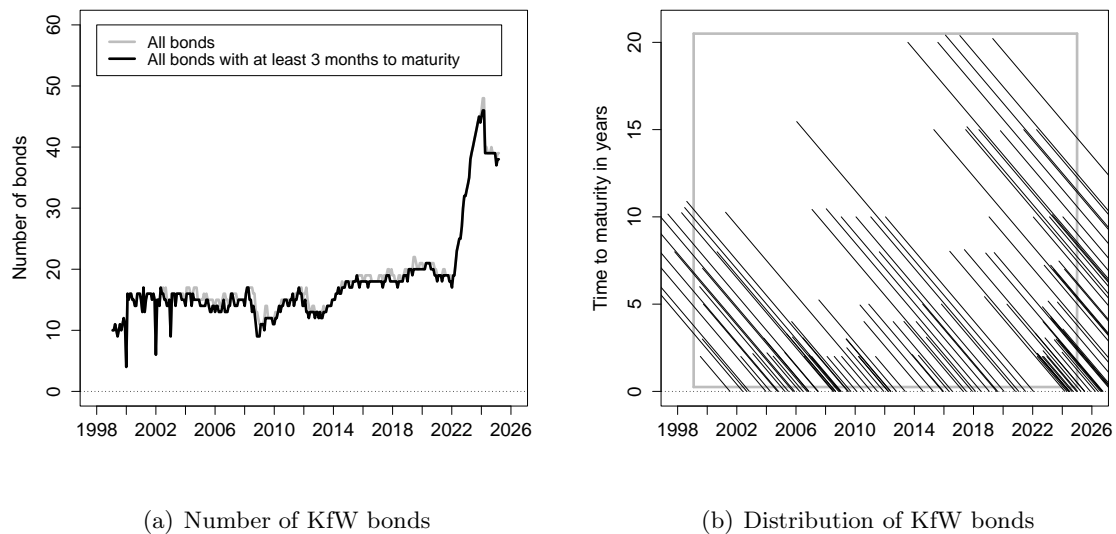 All bonds
All bonds with at least 3 months to maturity
Number of bonds
60
50
40
30
20
10
0
1998 2002 2006 2010 2014 2018 2022 2026
(a) Number of KfW bonds
Time to maturity in years
20
15
10
5
0
1998 2002 2006 2010 2014 2018 2022 2026
(b) Distribution of KfW bonds